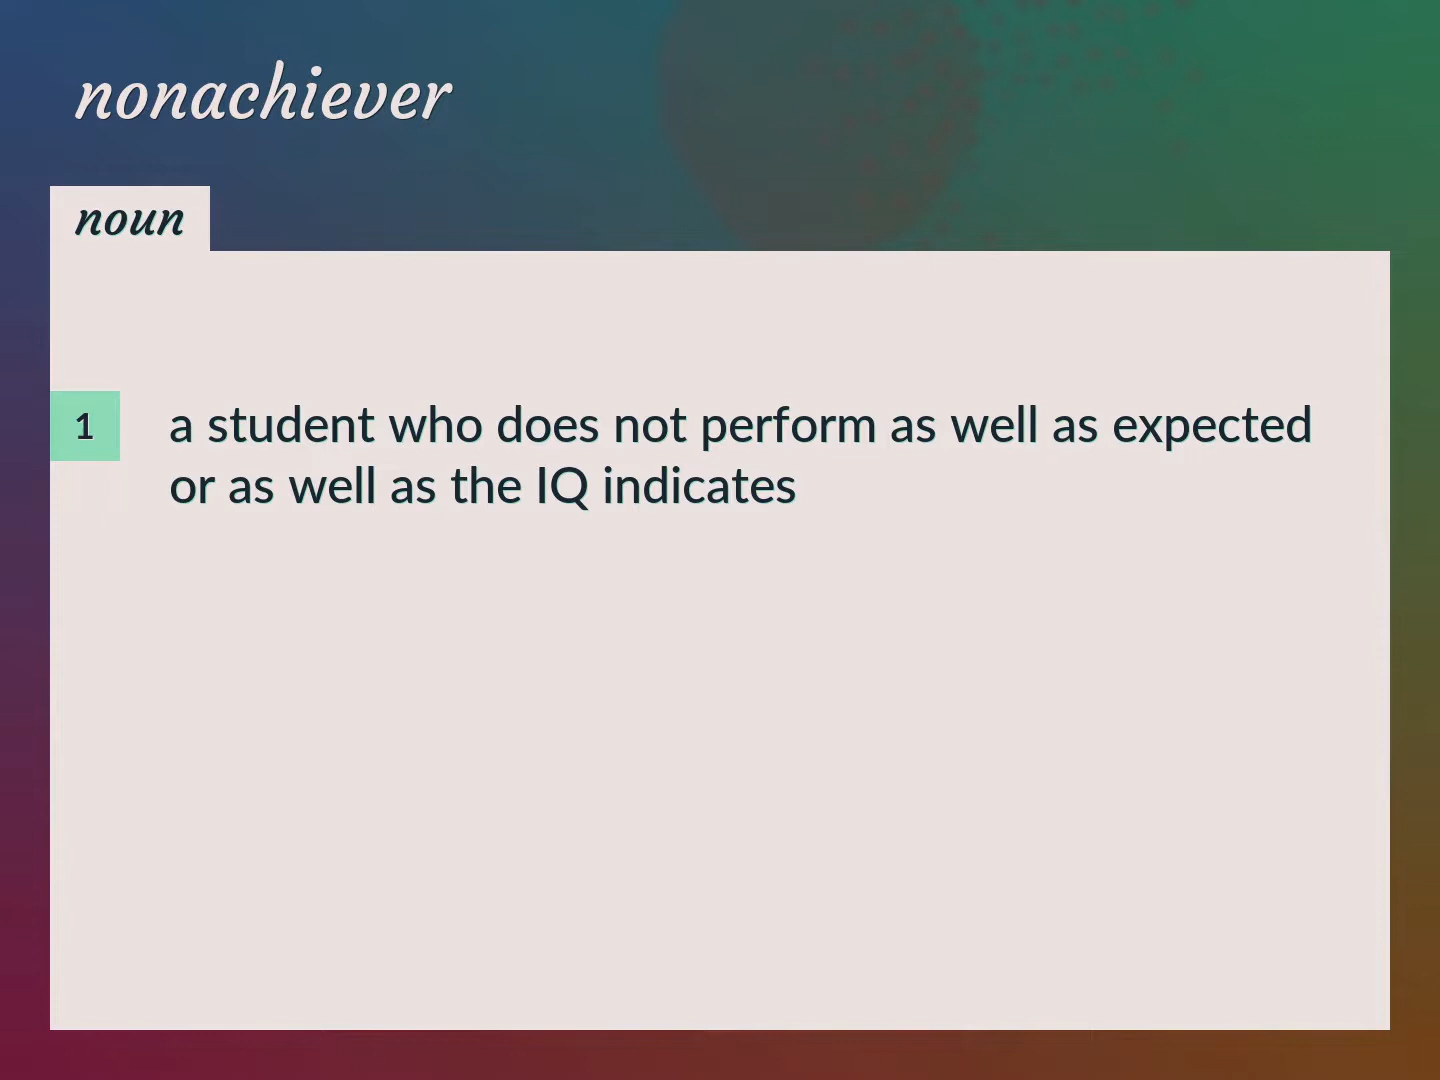 nonachiever
noun
1
a student who does not perform as well as expected
or as well as the IQ indicates